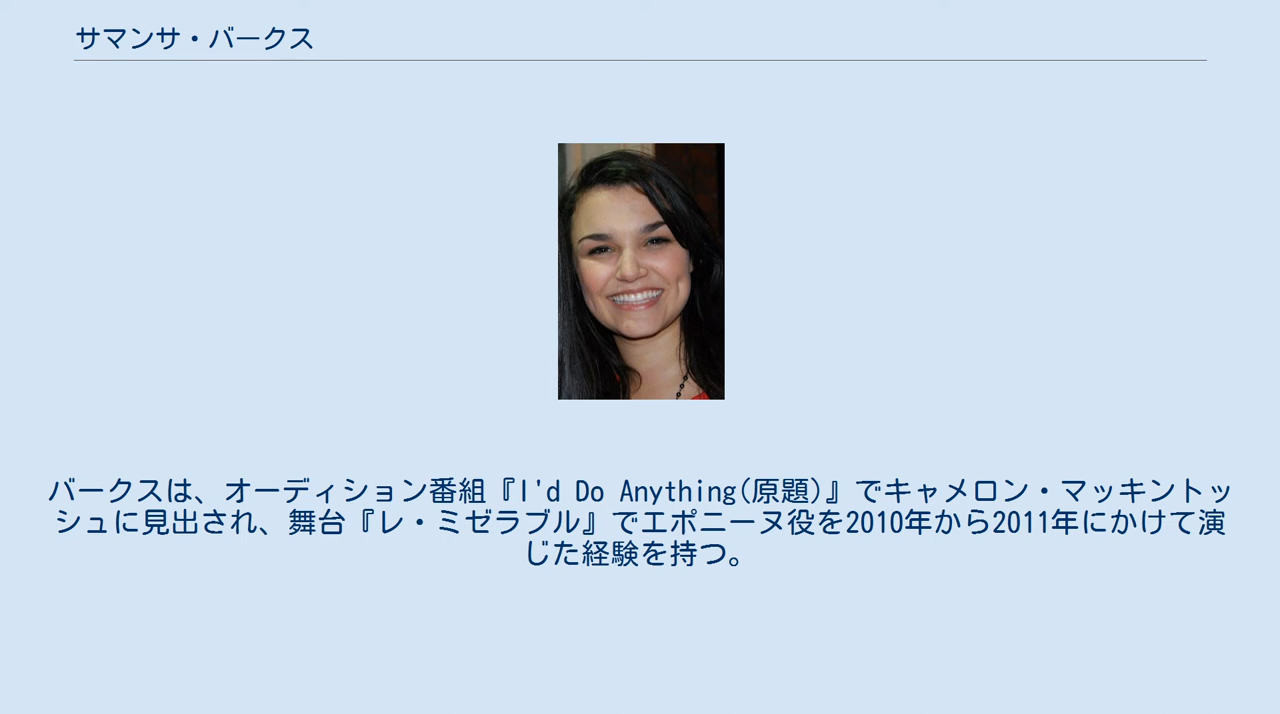 サマンサ・バークス
バークスは、オーディション番組『I'd Do Anything(原題)』でキャメロン・マッキントッ
シュに見出され、舞台『レ・ミゼラブル』でエポニーヌ役を2010年から2011年にかけて演
じた経験を持つ。